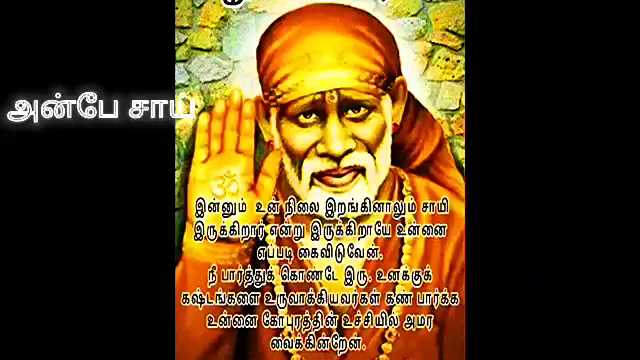 அன்பே சாய்
இன்னும் உன் நிலை இறங்கினாலும் சாயி
இருக்கிறார் என்று இருக்கிறாயே உன்னை
எப்படி கைவிடுவேன்.
நீ பாரத்துக் கொண்டே இரு. உனக்குக்
கஷ்டங்களை உருவாக்கியவர்கள் கண் பார்க்க
உன்னை கோபுரத்தின் உச்சியில் அமர
வைக்கின்றேன்.